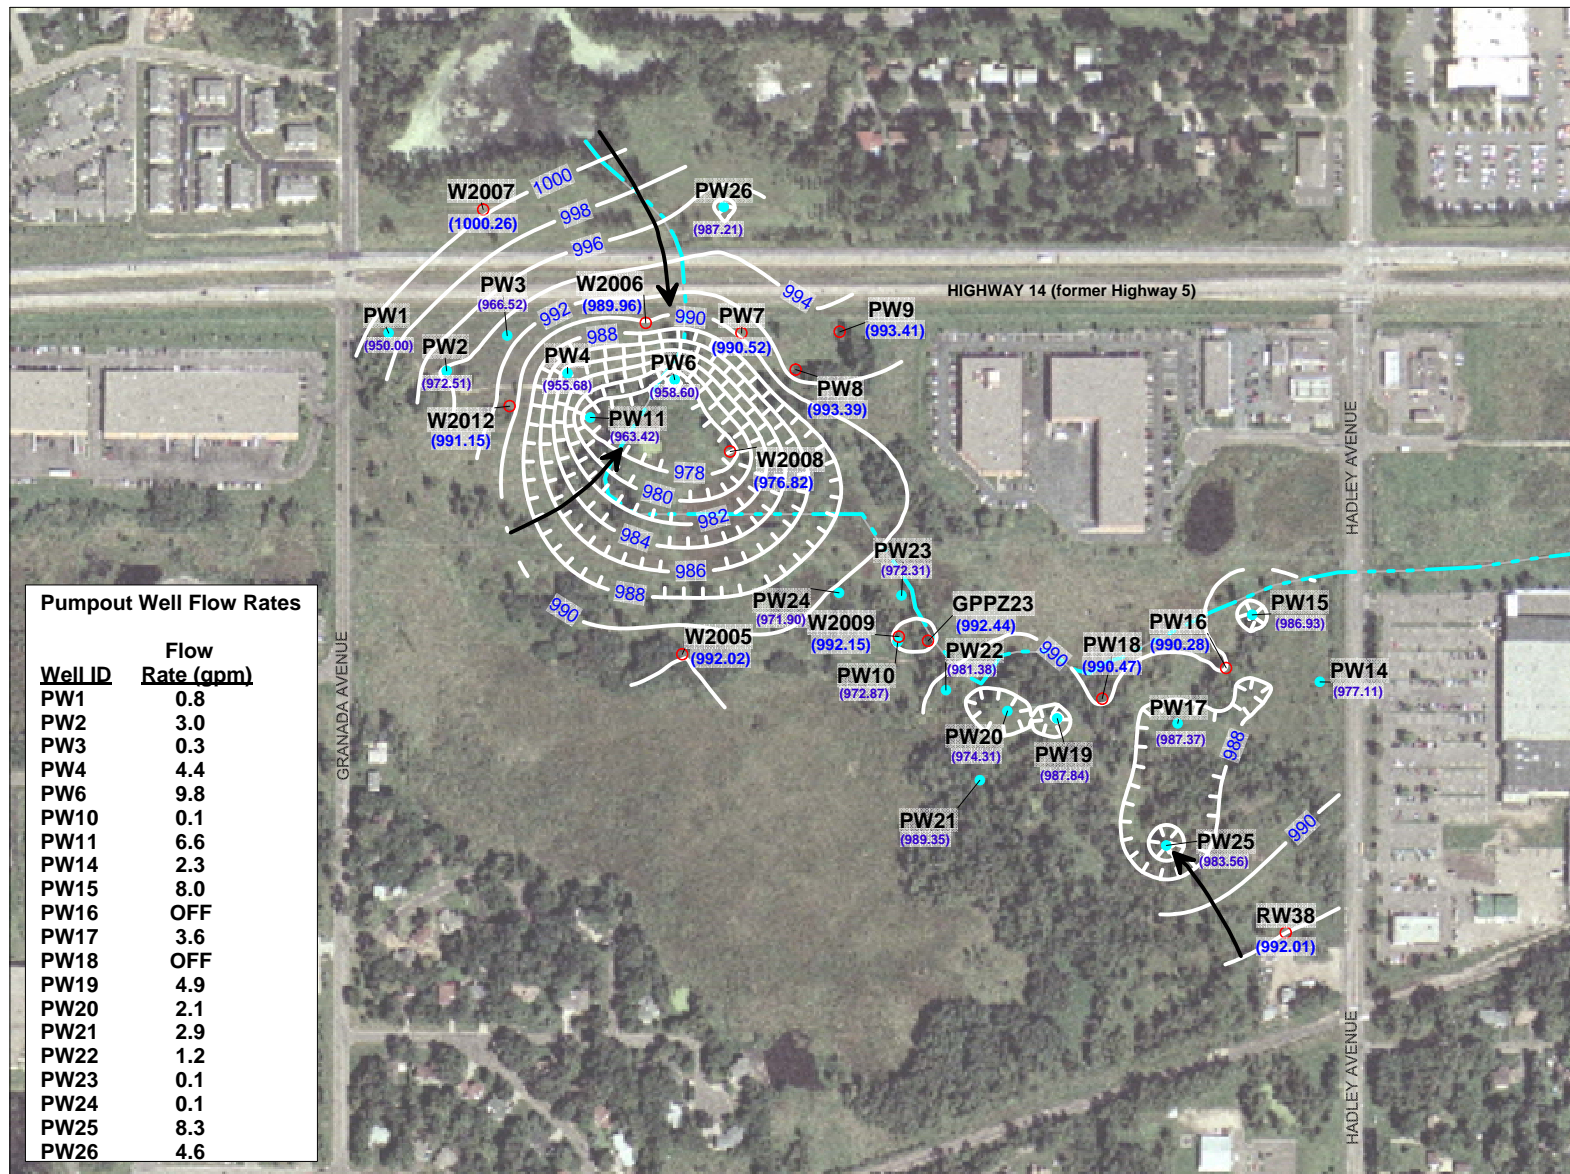 1000
W2007
(1000.26)
998
PW26
(987.21)
996
994
HIGHWAY 14 (former Highway 5)
PW3
(966.52)
W2006
(989.96)
992
990
PW7
(990.52)
PW9
(993.41)
PW1
(950.00)
988
PW2
(972.51)
PW4
(955.68)
PW6
(958.60)
PW8
(993.39)
W2012
(991.15)
PW11
(963.42)
W2008
(976.82)
978
980
982
984
986
988
990
HADLEY AVENUE
PW23
(972.31)
PW24
(971.90)
W2009
(992.15)
GPPZ23
(992.44)
W2005
(992.02)
PW10
(972.87)
PW22
(981.38)
990
PW18
(990.47)
PW16
(990.28)
PW15
(986.93)
PW14
(977.11)
PW17
(987.37)
988
PW20
(974.31)
PW19
(987.84)
PW21
(989.35)
PW25
(983.56)
990
RW38
(992.01)
GRANADA AVENUE
HADLEY AVENUE
Pumpout Well Flow Rates
Flow
Well ID Rate (gpm)
PW1 0.8
PW2 3.0
PW3 0.3
PW4 4.4
PW6 9.8
PW10 0.1
PW11 6.6
PW14 2.3
PW15 8.0
PW16 OFF
PW17 3.6
PW18 OFF
PW19 4.9
PW20 2.1
PW21 2.9
PW22 1.2
PW23 0.1
PW24 0.1
PW25 8.3
PW26 4.6